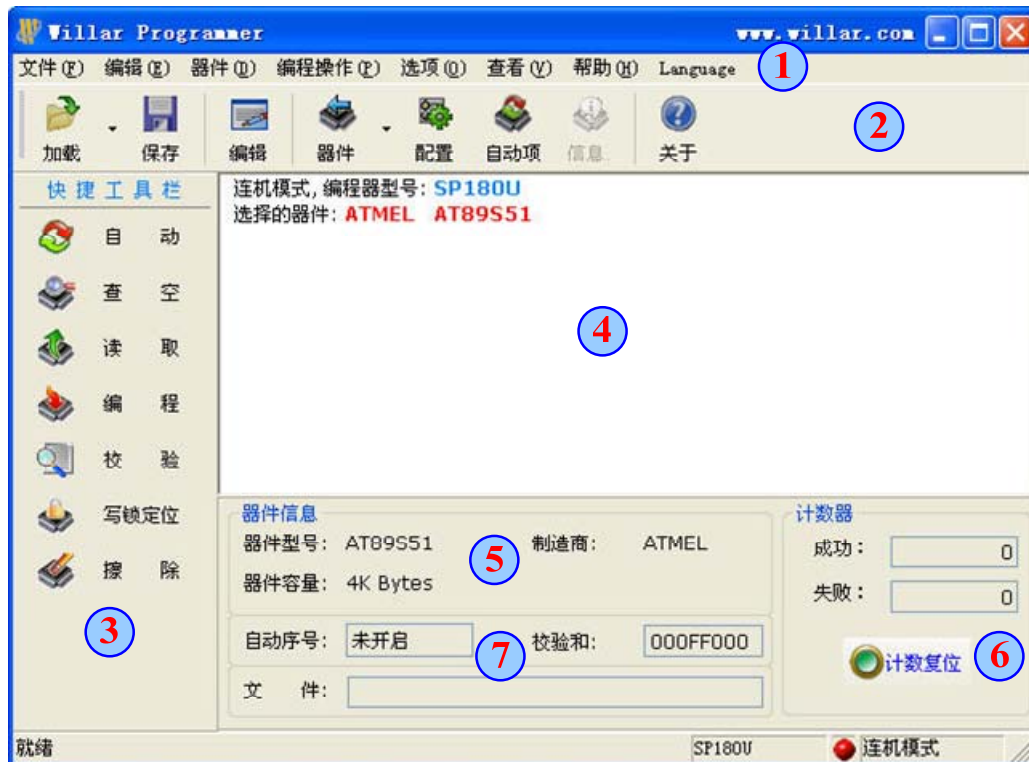 Willar Programmer www.willar.com
文件(F) 编辑(E) 器件(D) 编程操作(P) 选项(O) 查看(V) 帮助(H) Language 1
加载 保存 编辑 器件 配置 自动项 信息 关于 2
快捷工具栏
自 动
查 空
读 取
编 程
校 验
写锁定位
擦 除
3
连机模式,编程器型号: SP180U
选择的器件: ATMEL AT89S51
4
器件信息
器件型号: AT89S51 制造商: ATMEL
器件容量: 4K Bytes
5
自动序号: 未开启 校验和: 000FF000
7
文 件:
计数器
成功: 0
失败: 0
计数复位 6
就绪 SP180U 连机模式